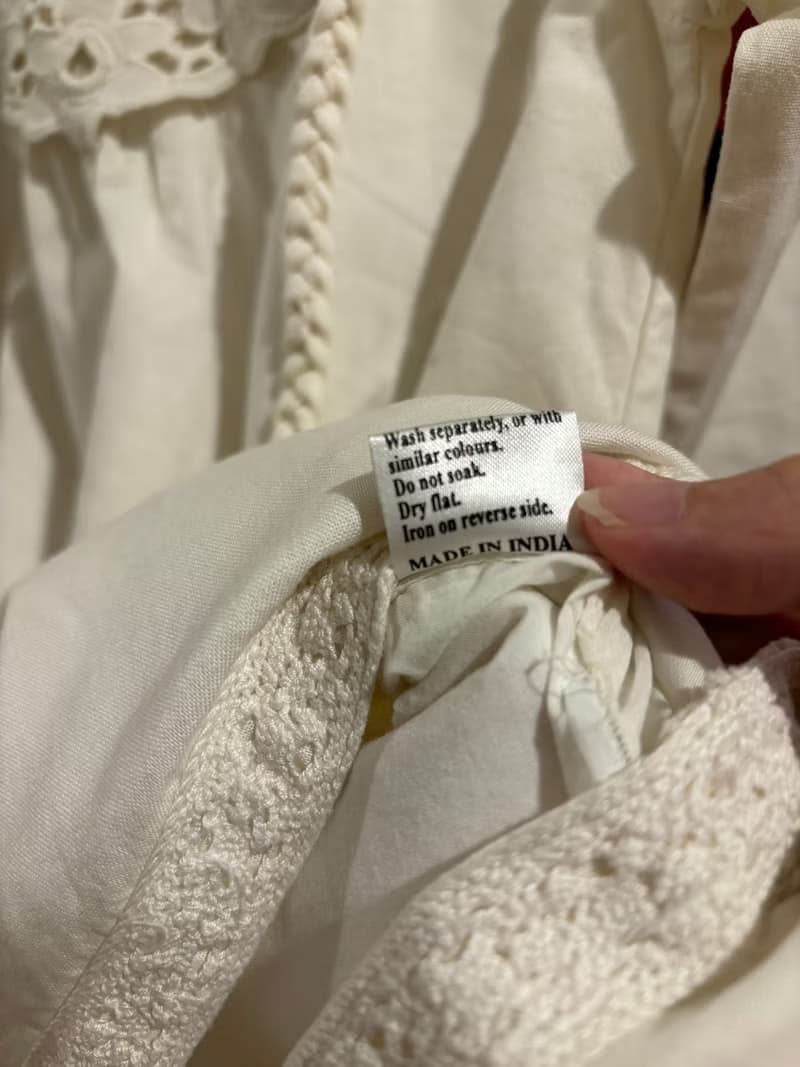 Wash separately, or with
similar colours.
Do not soak.
Dry flat.
Iron on reverse side.
MADE IN INDIA